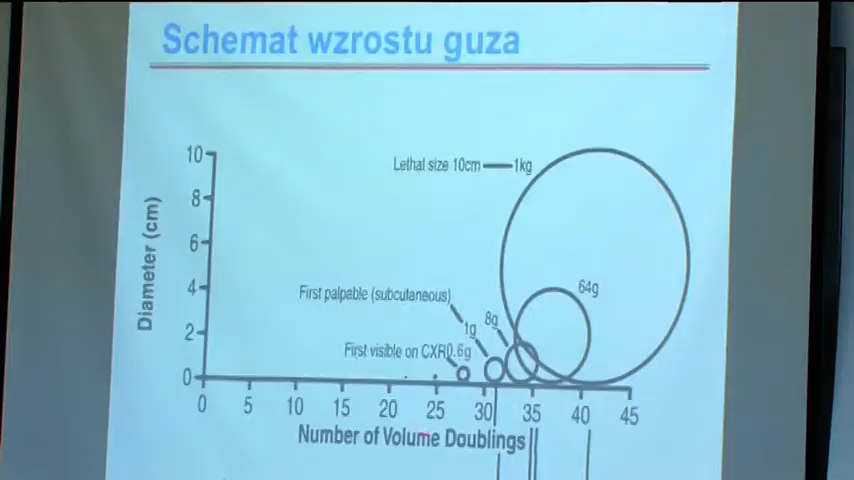 Schemat wzrostu guza
10
Lethal size 10cm 1kg
8
Diameter (cm)
6
4
64g
First palpable (subcutaneous)
8g
1g
2
First visible on CXR 0.6g
0
0 5 10 15 20 25 30 35 40 45
Number of Volume Doublings